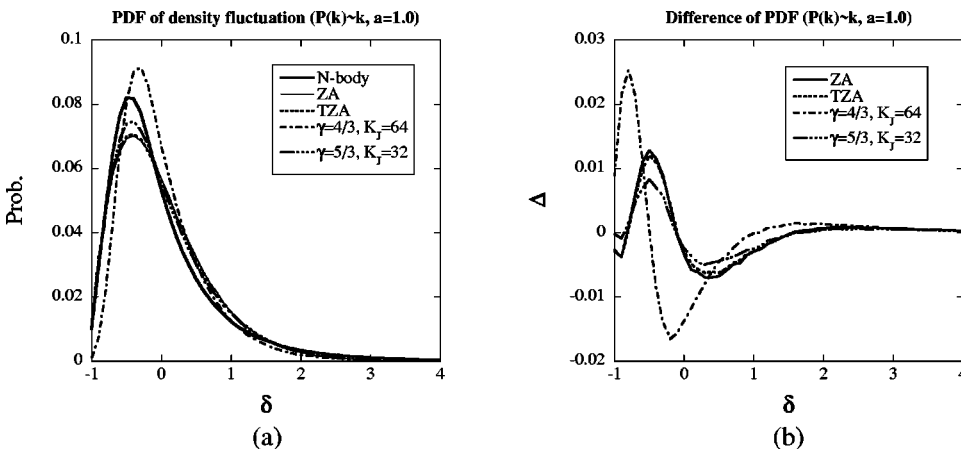 PDF of density fluctuation (P(k)~k, a=1.0)
0.1
0.08
0.06
0.04
0.02
0
Prob.
N-body
ZA
TZA
γ=4/3, K_J=64
γ=5/3, K_J=32
-1 0 1 2 3 4
δ
(a)
Difference of PDF (P(k)~k, a=1.0)
0.03
0.02
0.01
0
-0.01
-0.02
Δ
ZA
TZA
γ=4/3, K_J=64
γ=5/3, K_J=32
-1 0 1 2 3 4
δ
(b)